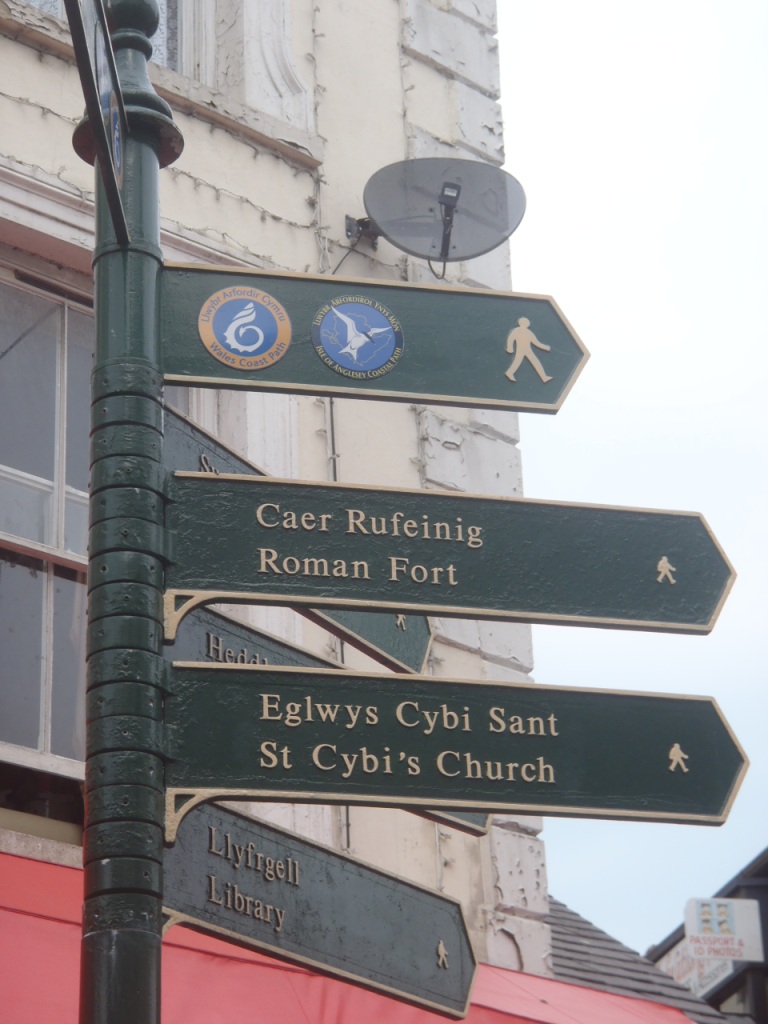 Llwybr Arfordir Cymru
Wales Coast Path
LLWYBR ARFORDIROL YNYS MÔN
ISLE OF ANGLESEY COASTAL PATH
Caer Rufeinig
Roman Fort
Eglwys Cybi Sant
St Cybi's Church
Llyfrgell
Library
PASSPORT &
ID PHOTOS